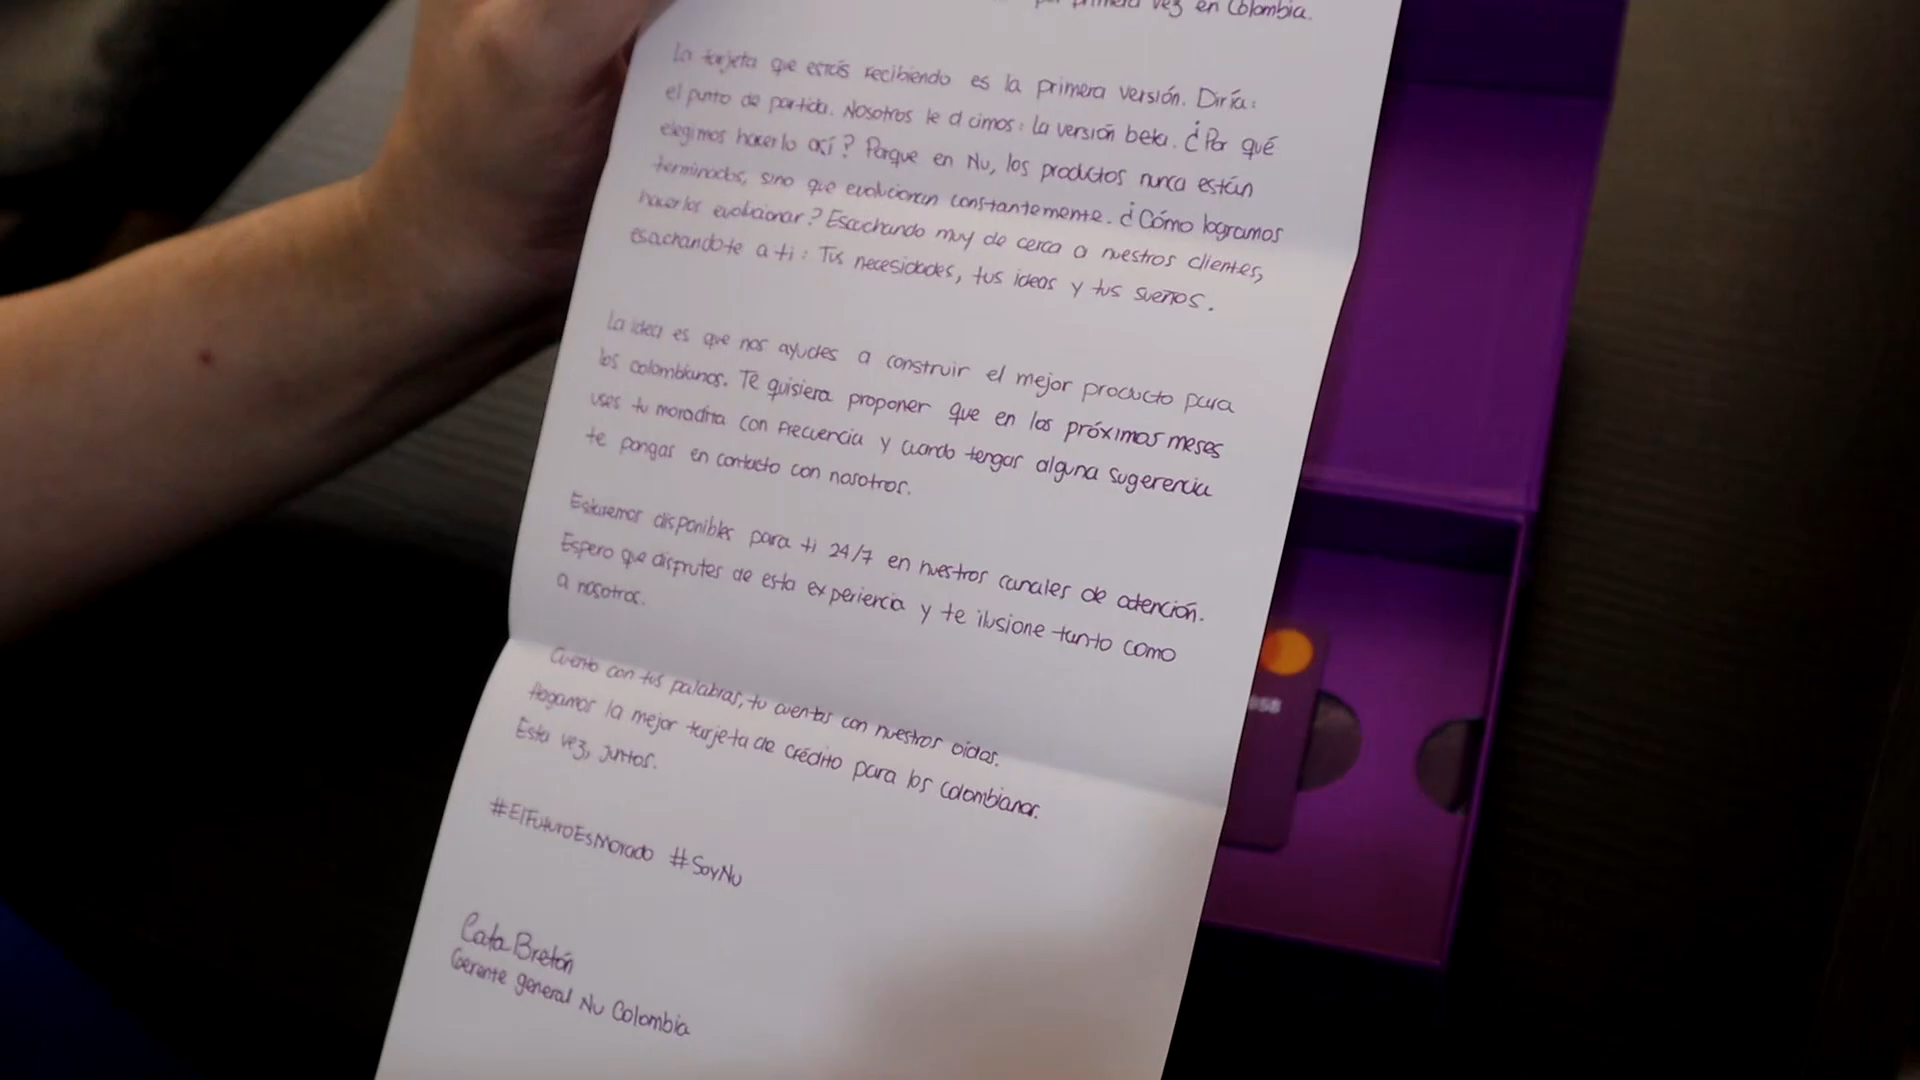 primera vez en Colombia.
La tarjeta que estás recibiendo es la primera versión. Diría:
el punto de partida. Nosotros le dcimos: la versión beta. ¿Por qué
elegimos hacerlo así? Porque en Nu, los productos nunca están
terminados, sino que evolucionan constantemente. ¿Cómo logramos
hacerlos evolucionar? Escuchando muy de cerca a nuestros clientes,
escuchandote a ti: Tus necesidades, tus ideas y tus sueños.
La idea es que nos ayudes a construir el mejor producto para
los colombianos. Te quisiera proponer que en los próximos meses
uses tu moradita con frecuencia y cuando tengas alguna sugerencia
te pongas en contacto con nosotros.
Estaremos disponibles para ti 24/7 en nuestros canales de atención.
Espero que disfrutes de esta experiencia y te ilusione tanto como
a nosotros.
Cuento con tus palabras, tu cuentas con nuestros oídos.
Hagamos la mejor tarjeta de crédito para los colombianos.
Esta vez, juntos.
#ElFuturoEsMorado #SoyNu
Cata Bretón
Gerente general Nu Colombia